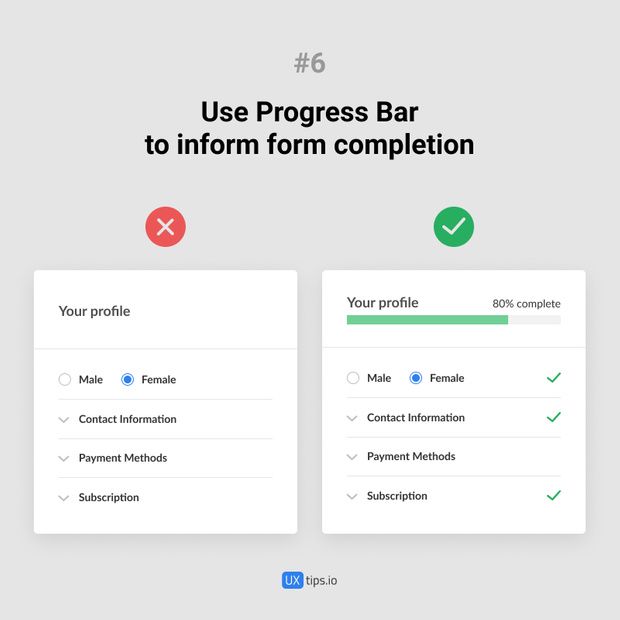 #6
Use Progress Bar
to inform form completion
Your profile
Male Female
Contact Information
Payment Methods
Subscription
Your profile 80% complete
Male Female
Contact Information
Payment Methods
Subscription
UX tips.io